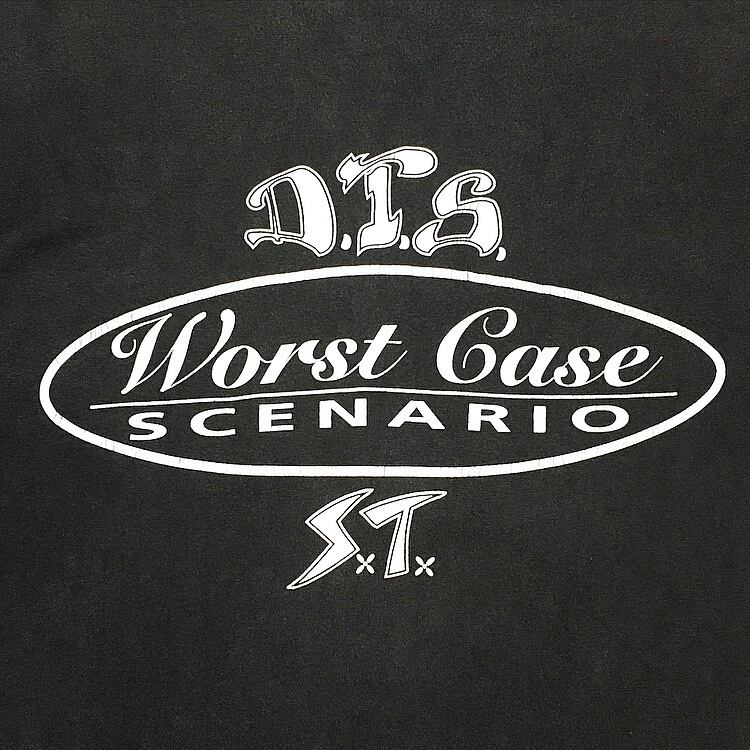 D.T.S.
Worst Case
SCENARIO
S.T.